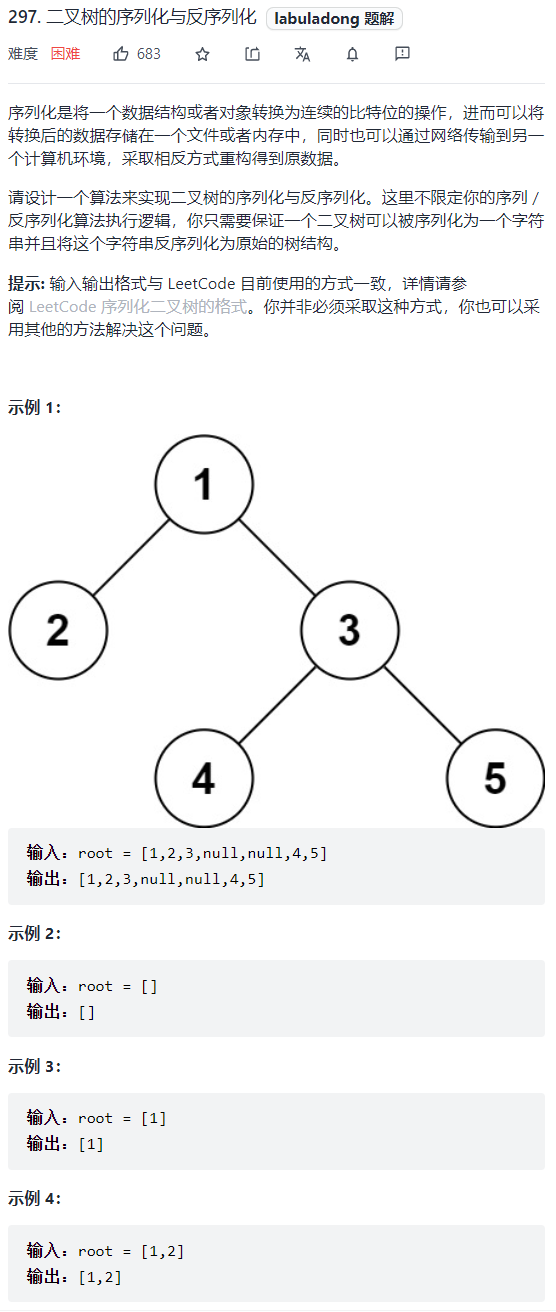 297. 二叉树的序列化与反序列化 labuladong 题解
难度 困难 683
序列化是将一个数据结构或者对象转换为连续的比特位的操作，进而可以将
转换后的数据存储在一个文件或者内存中，同时也可以通过网络传输到另一
个计算机环境，采取相反方式重构得到原数据。
请设计一个算法来实现二叉树的序列化与反序列化。这里不限定你的序列 /
反序列化算法执行逻辑，你只需要保证一个二叉树可以被序列化为一个字符
串并且将这个字符串反序列化为原始的树结构。
提示: 输入输出格式与 LeetCode 目前使用的方式一致，详情请参
阅 LeetCode 序列化二叉树的格式。你并非必须采取这种方式，你也可以采
用其他的方法解决这个问题。
示例 1：
1
2 3
4 5
输入：root = [1,2,3,null,null,4,5]
输出：[1,2,3,null,null,4,5]
示例 2：
输入：root = []
输出：[]
示例 3：
输入：root = [1]
输出：[1]
示例 4：
输入：root = [1,2]
输出：[1,2]